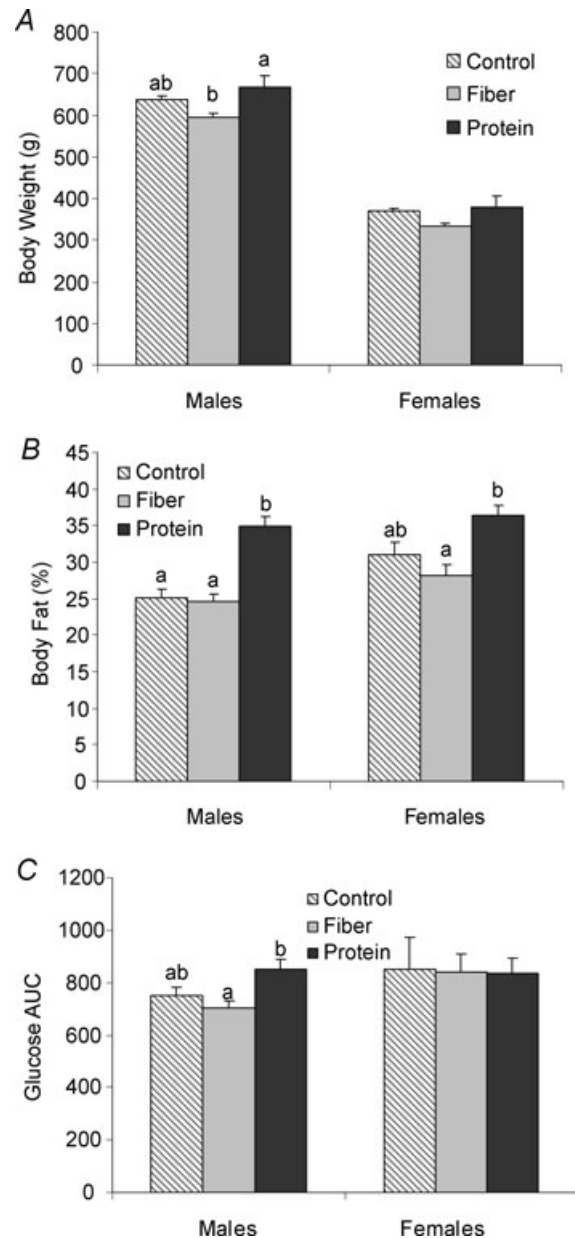 A
800
700
600
500
400
300
200
100
0
Body Weight (g)
ab
b
a
Control
Fiber
Protein
Males
Females
B
45
40
35
30
25
20
15
10
5
0
Body Fat (%)
Control
Fiber
Protein
a
a
b
ab
a
b
Males
Females
C
1200
1000
800
600
400
200
0
Glucose AUC
Control
Fiber
Protein
ab
a
b
Males
Females